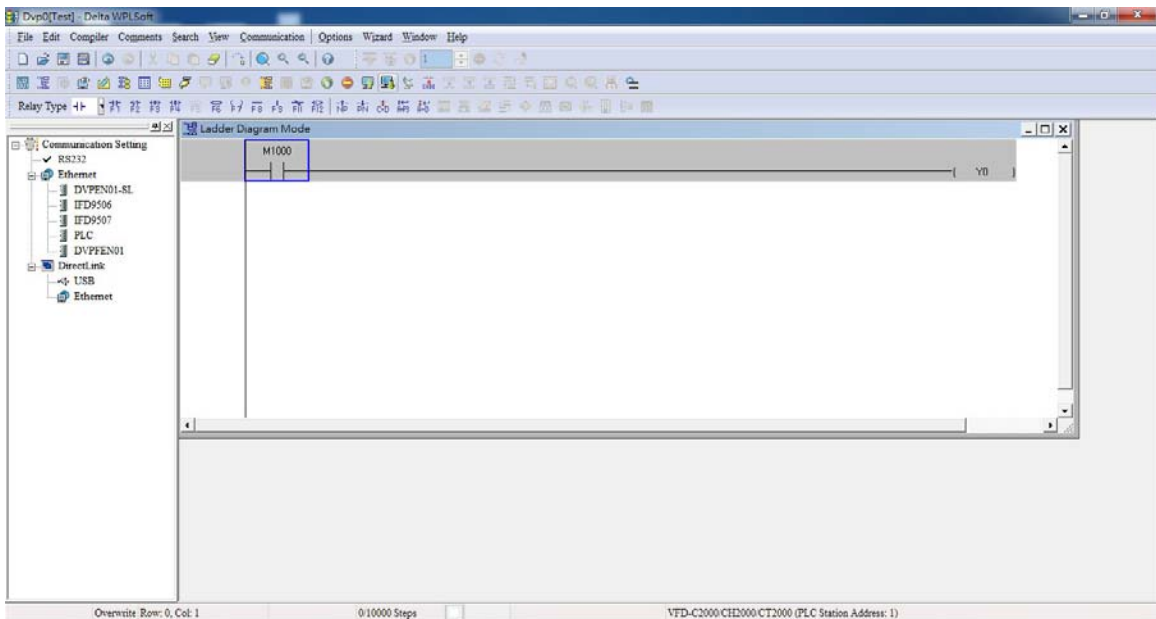 Dvp0[Test] - Delta WPLSoft
File Edit Compiler Comments Search View Communication Options Wizard Window Help
1
Relay Type
Ladder Diagram Mode
Communication Setting
RS232
Ethernet
DVPEN01-SL
IFD9506
IFD9507
PLC
DVPFEN01
DirectLink
USB
Ethernet
M1000
Y0
Overwrite Row: 0, Col: 1 0/10000 Steps VFD-C2000/CH2000/CT2000 (PLC Station Address: 1)